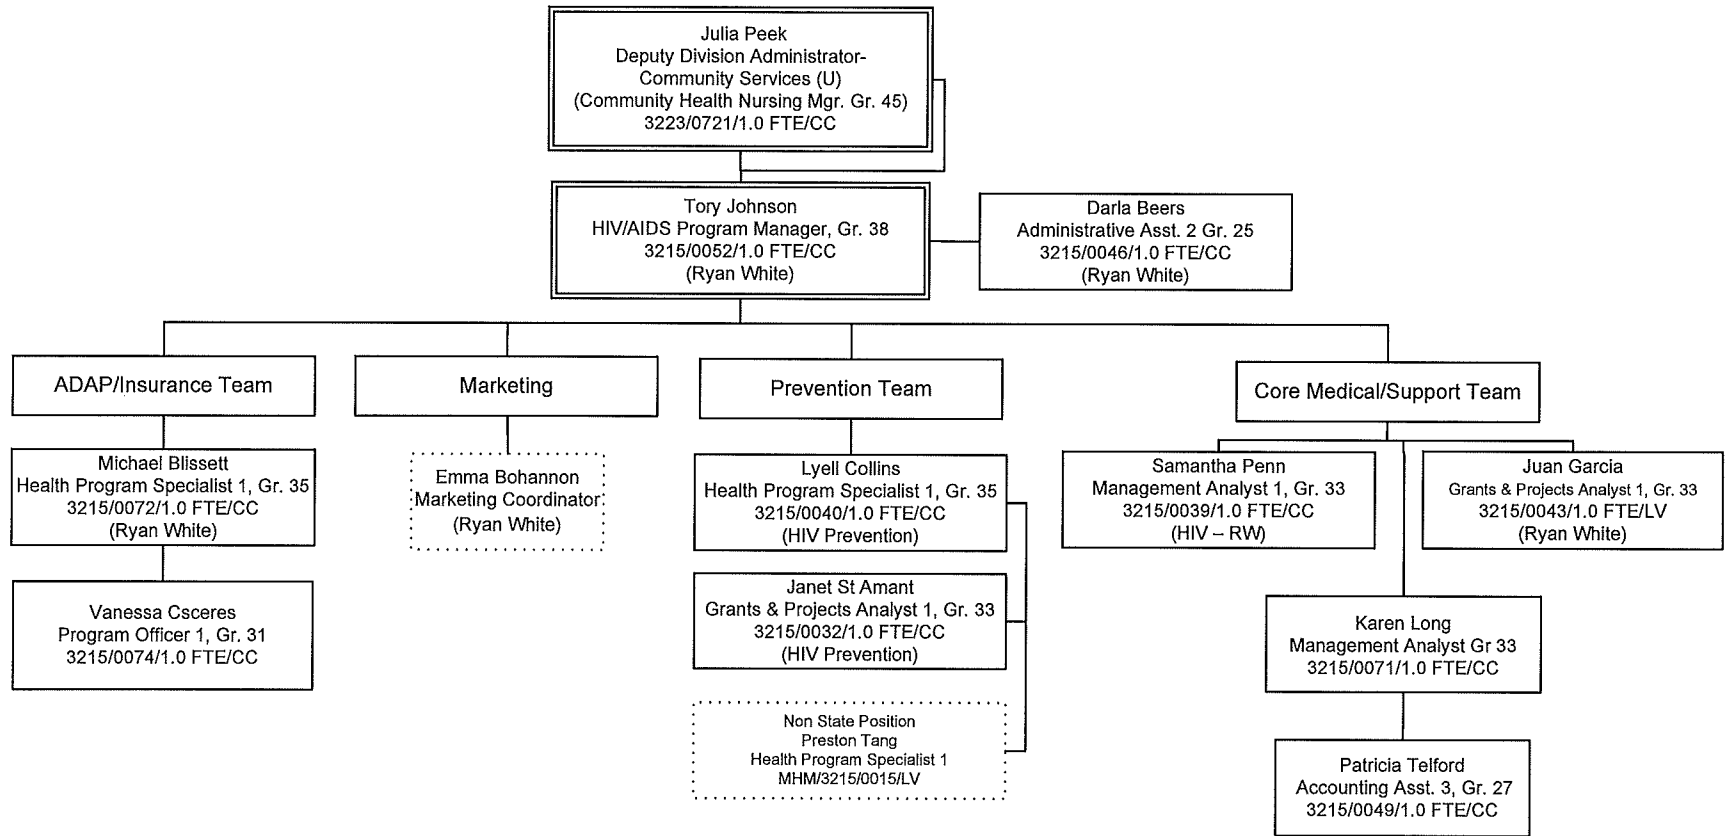 Julia Peek
Deputy Division Administrator-
Community Services (U)
(Community Health Nursing Mgr. Gr. 45)
3223/0721/1.0 FTE/CC
Tory Johnson
HIV/AIDS Program Manager, Gr. 38
3215/0052/1.0 FTE/CC
(Ryan White)
Darla Beers
Administrative Asst. 2 Gr. 25
3215/0046/1.0 FTE/CC
(Ryan White)
ADAP/Insurance Team
Michael Blissett
Health Program Specialist 1, Gr. 35
3215/0072/1.0 FTE/CC
(Ryan White)
Vanessa Csceres
Program Officer 1, Gr. 31
3215/0074/1.0 FTE/CC
Marketing
Emma Bohannon
Marketing Coordinator
(Ryan White)
Prevention Team
Lyell Collins
Health Program Specialist 1, Gr. 35
3215/0040/1.0 FTE/CC
(HIV Prevention)
Janet St Amant
Grants & Projects Analyst 1, Gr. 33
3215/0032/1.0 FTE/CC
(HIV Prevention)
Non State Position
Preston Tang
Health Program Specialist 1
MHM/3215/0015/LV
Core Medical/Support Team
Samantha Penn
Management Analyst 1, Gr. 33
3215/0039/1.0 FTE/CC
(HIV – RW)
Juan Garcia
Grants & Projects Analyst 1, Gr. 33
3215/0043/1.0 FTE/LV
(Ryan White)
Karen Long
Management Analyst Gr 33
3215/0071/1.0 FTE/CC
Patricia Telford
Accounting Asst. 3, Gr. 27
3215/0049/1.0 FTE/CC